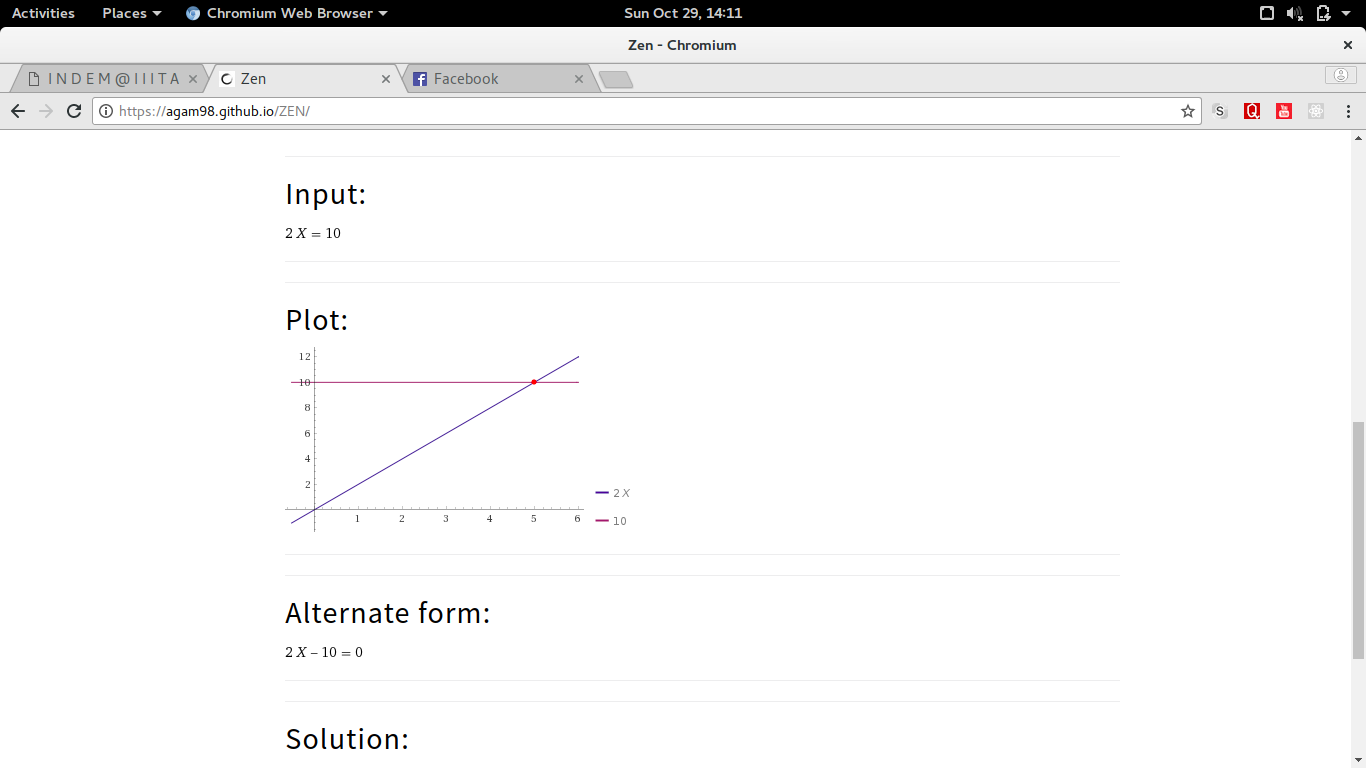 Activities Places Chromium Web Browser Sun Oct 29, 14:11
Zen - Chromium
I N D E M @ I I I T A Zen Facebook
https://agam98.github.io/ZEN/
Input:
2 X = 10
Plot:
12
10
8
6
4
2
1 2 3 4 5 6
2 X
10
Alternate form:
2 X – 10 = 0
Solution: